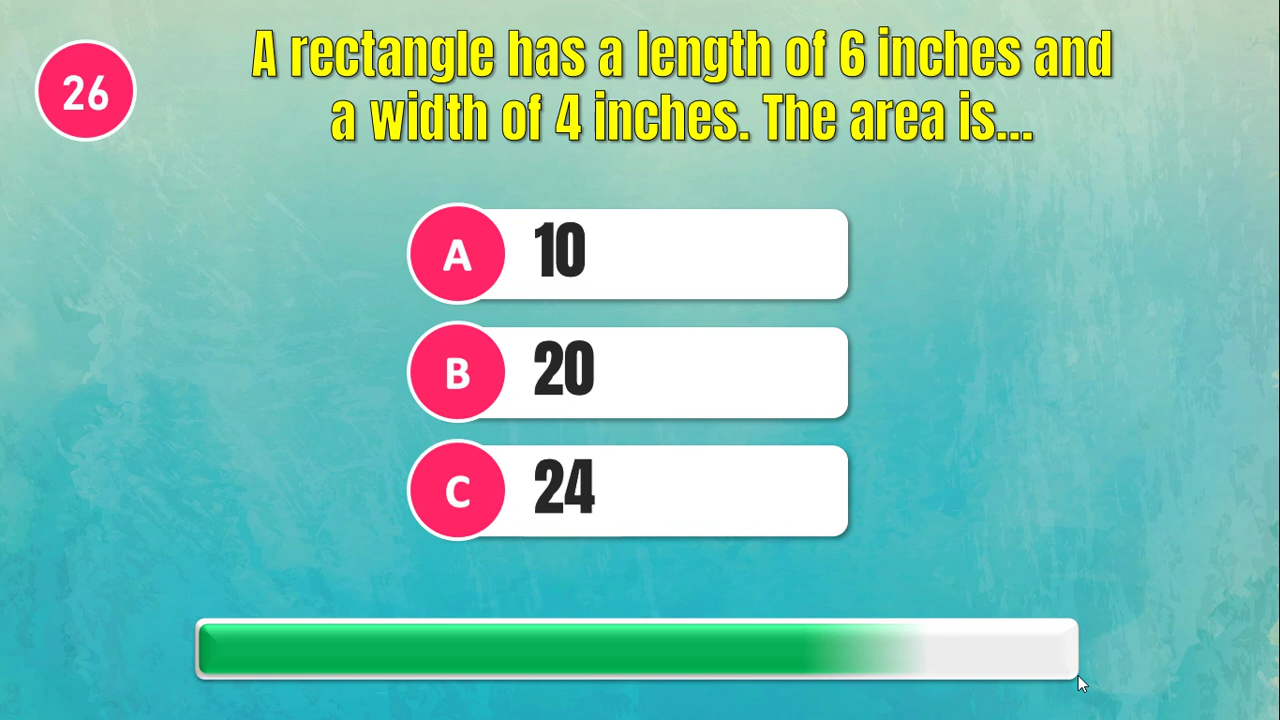 26
A rectangle has a length of 6 inches and
a width of 4 inches. The area is...
A 10
B 20
C 24